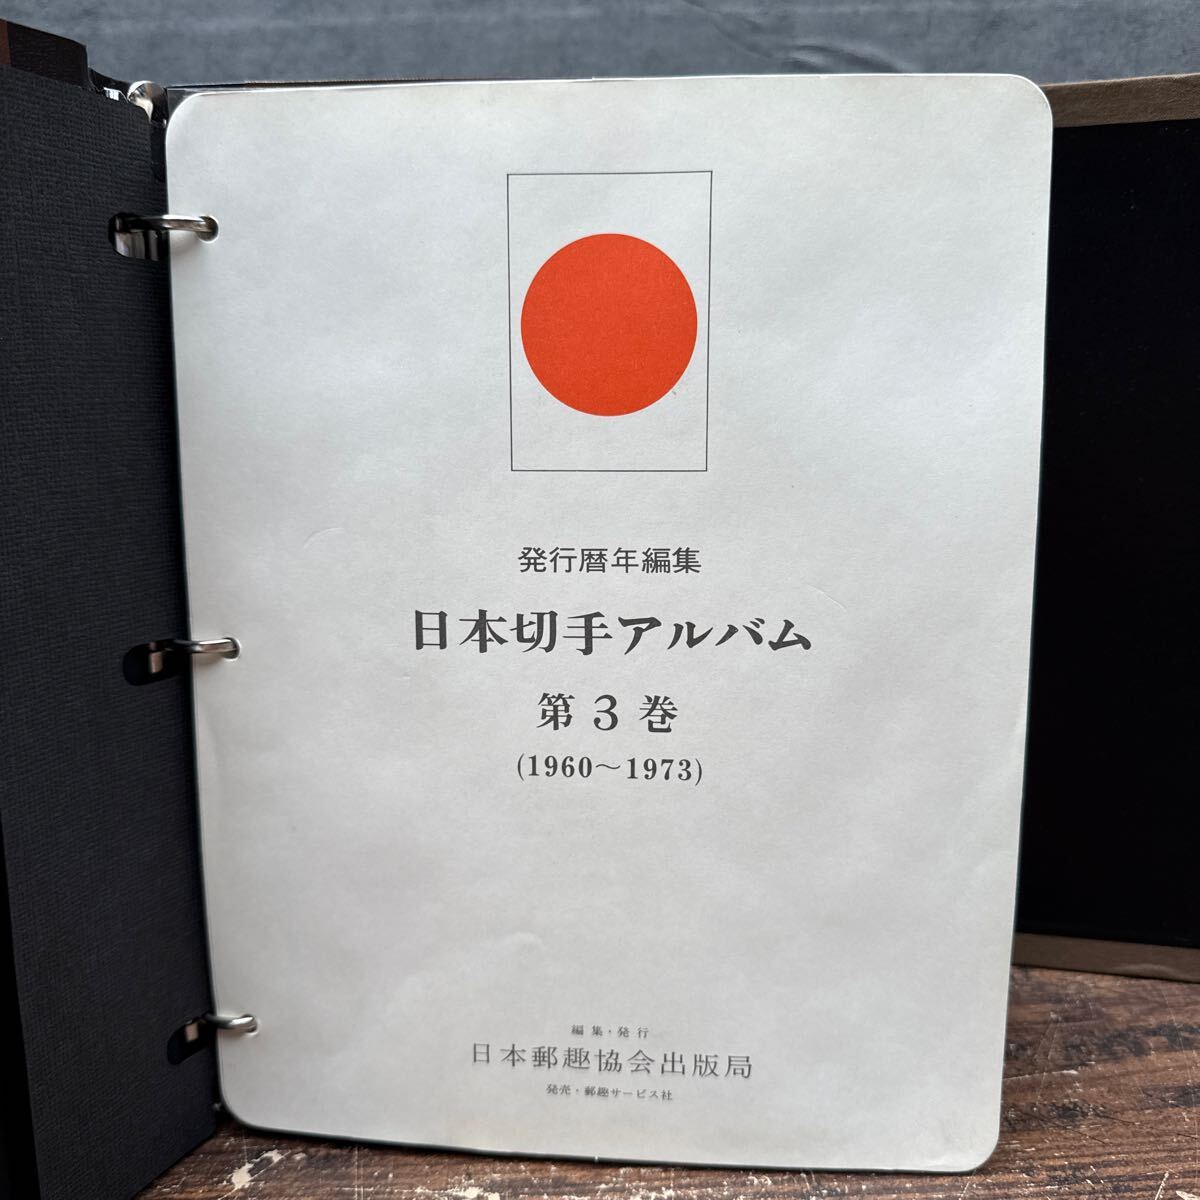 発行暦年編集
日本切手アルバム
第3巻
(1960～1973)
編集・発行
日本郵趣協会出版局
発売・郵趣サービス社